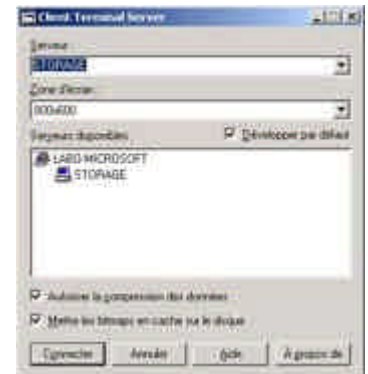 Client Terminal Server
Serveur
STORAGE
Zone d'écran
800x600
Serveurs disponibles
Développer par défaut
LABO-MICROSOFT
STORAGE
Autoriser la compression des données
Mettre les bitmaps en cache sur le disque
Connecter
Annuler
Aide
A propos de